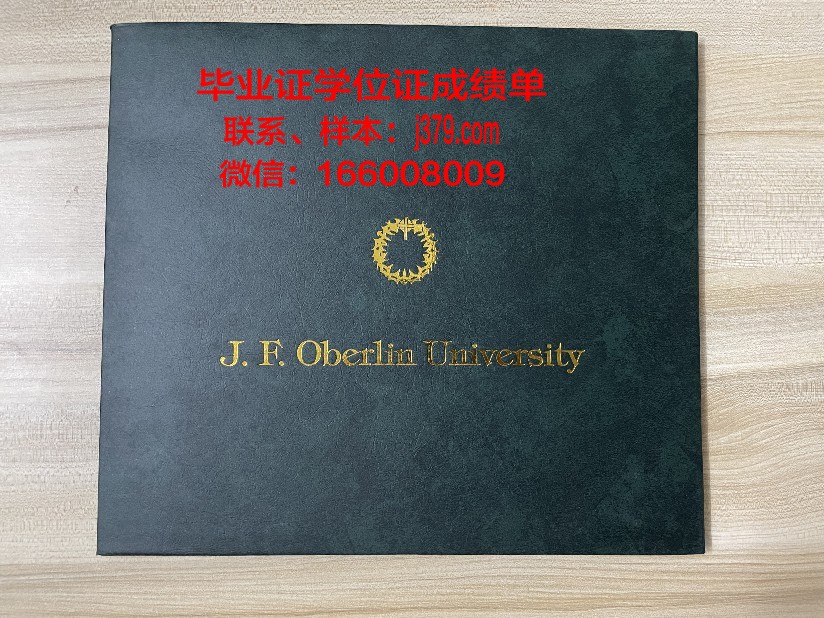 毕业证学位证成绩单
联系、样本：j379.com
微信：166008009
J. F. Oberlin University